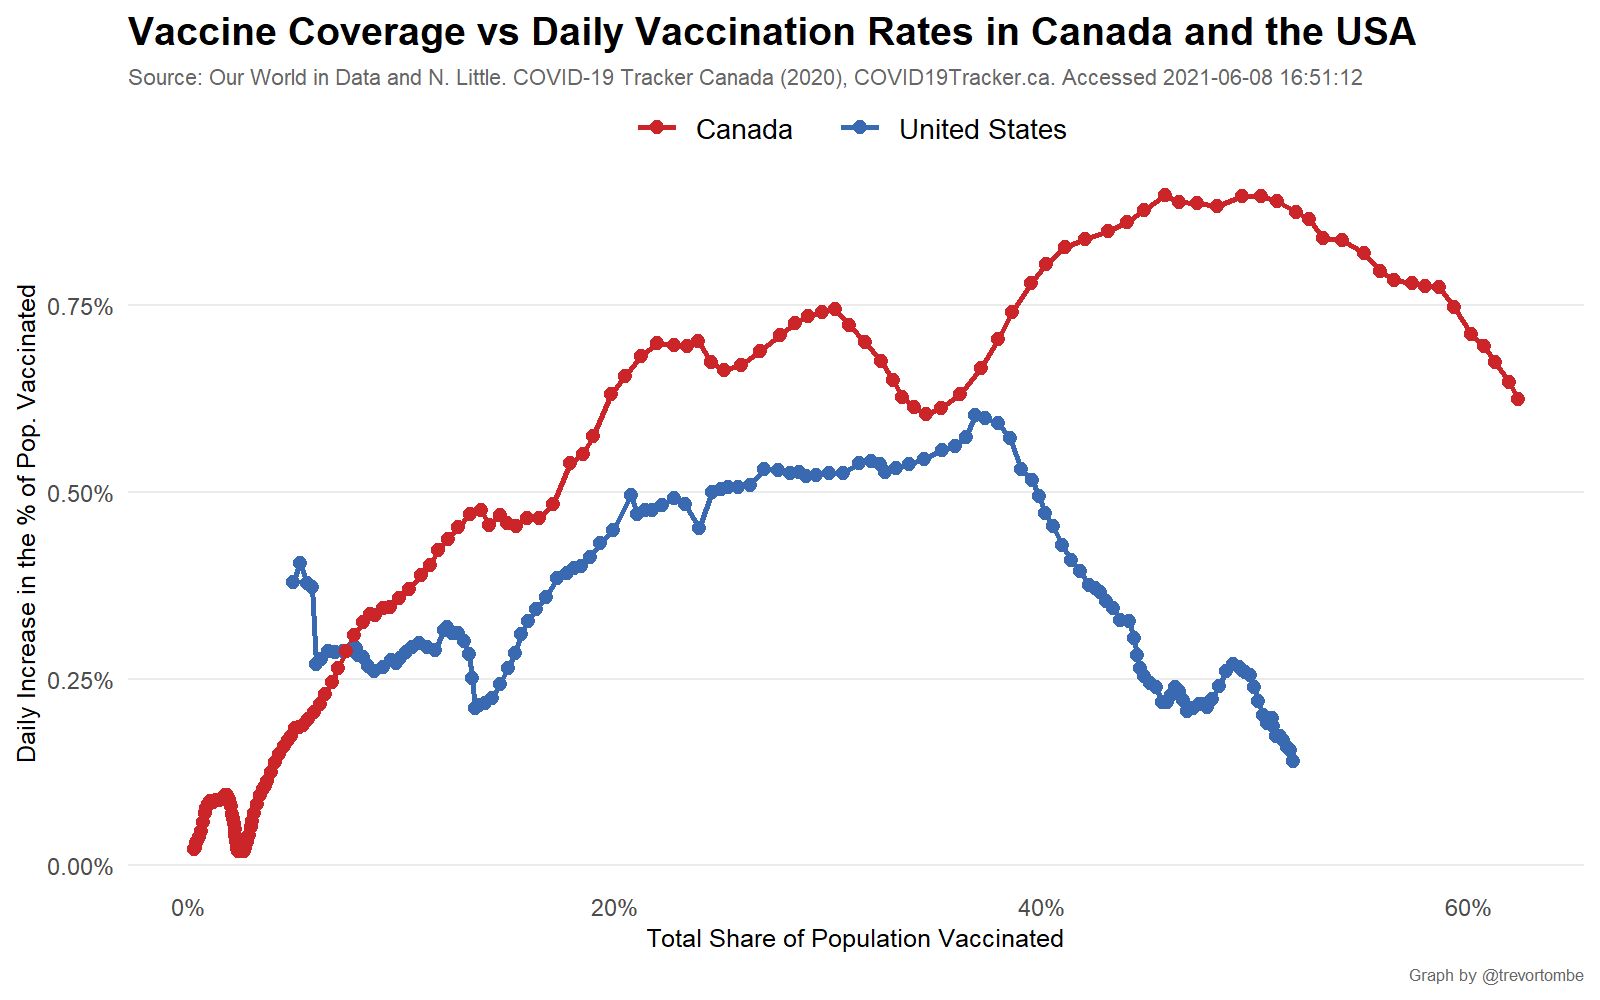 Vaccine Coverage vs Daily Vaccination Rates in Canada and the USA
Source: Our World in Data and N. Little. COVID-19 Tracker Canada (2020), COVID19Tracker.ca. Accessed 2021-06-08 16:51:12
Canada
United States
Daily Increase in the % of Pop. Vaccinated
0.75%
0.50%
0.25%
0.00%
0%
20%
40%
60%
Total Share of Population Vaccinated
Graph by @trevortombe